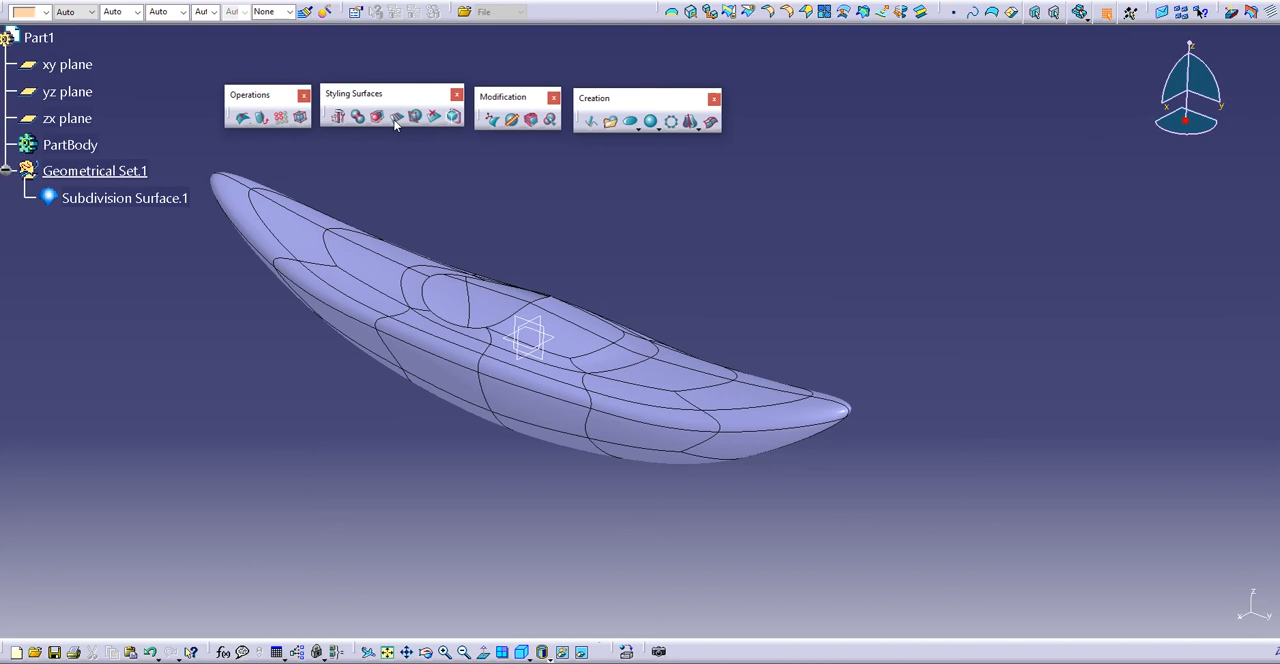 Auto Auto Auto Aut Aut None File
Part1
xy plane
yz plane
zx plane
PartBody
Geometrical Set.1
Subdivision Surface.1
Operations
Styling Surfaces
Modification
Creation
z
x
y
z
x
y
f(x)